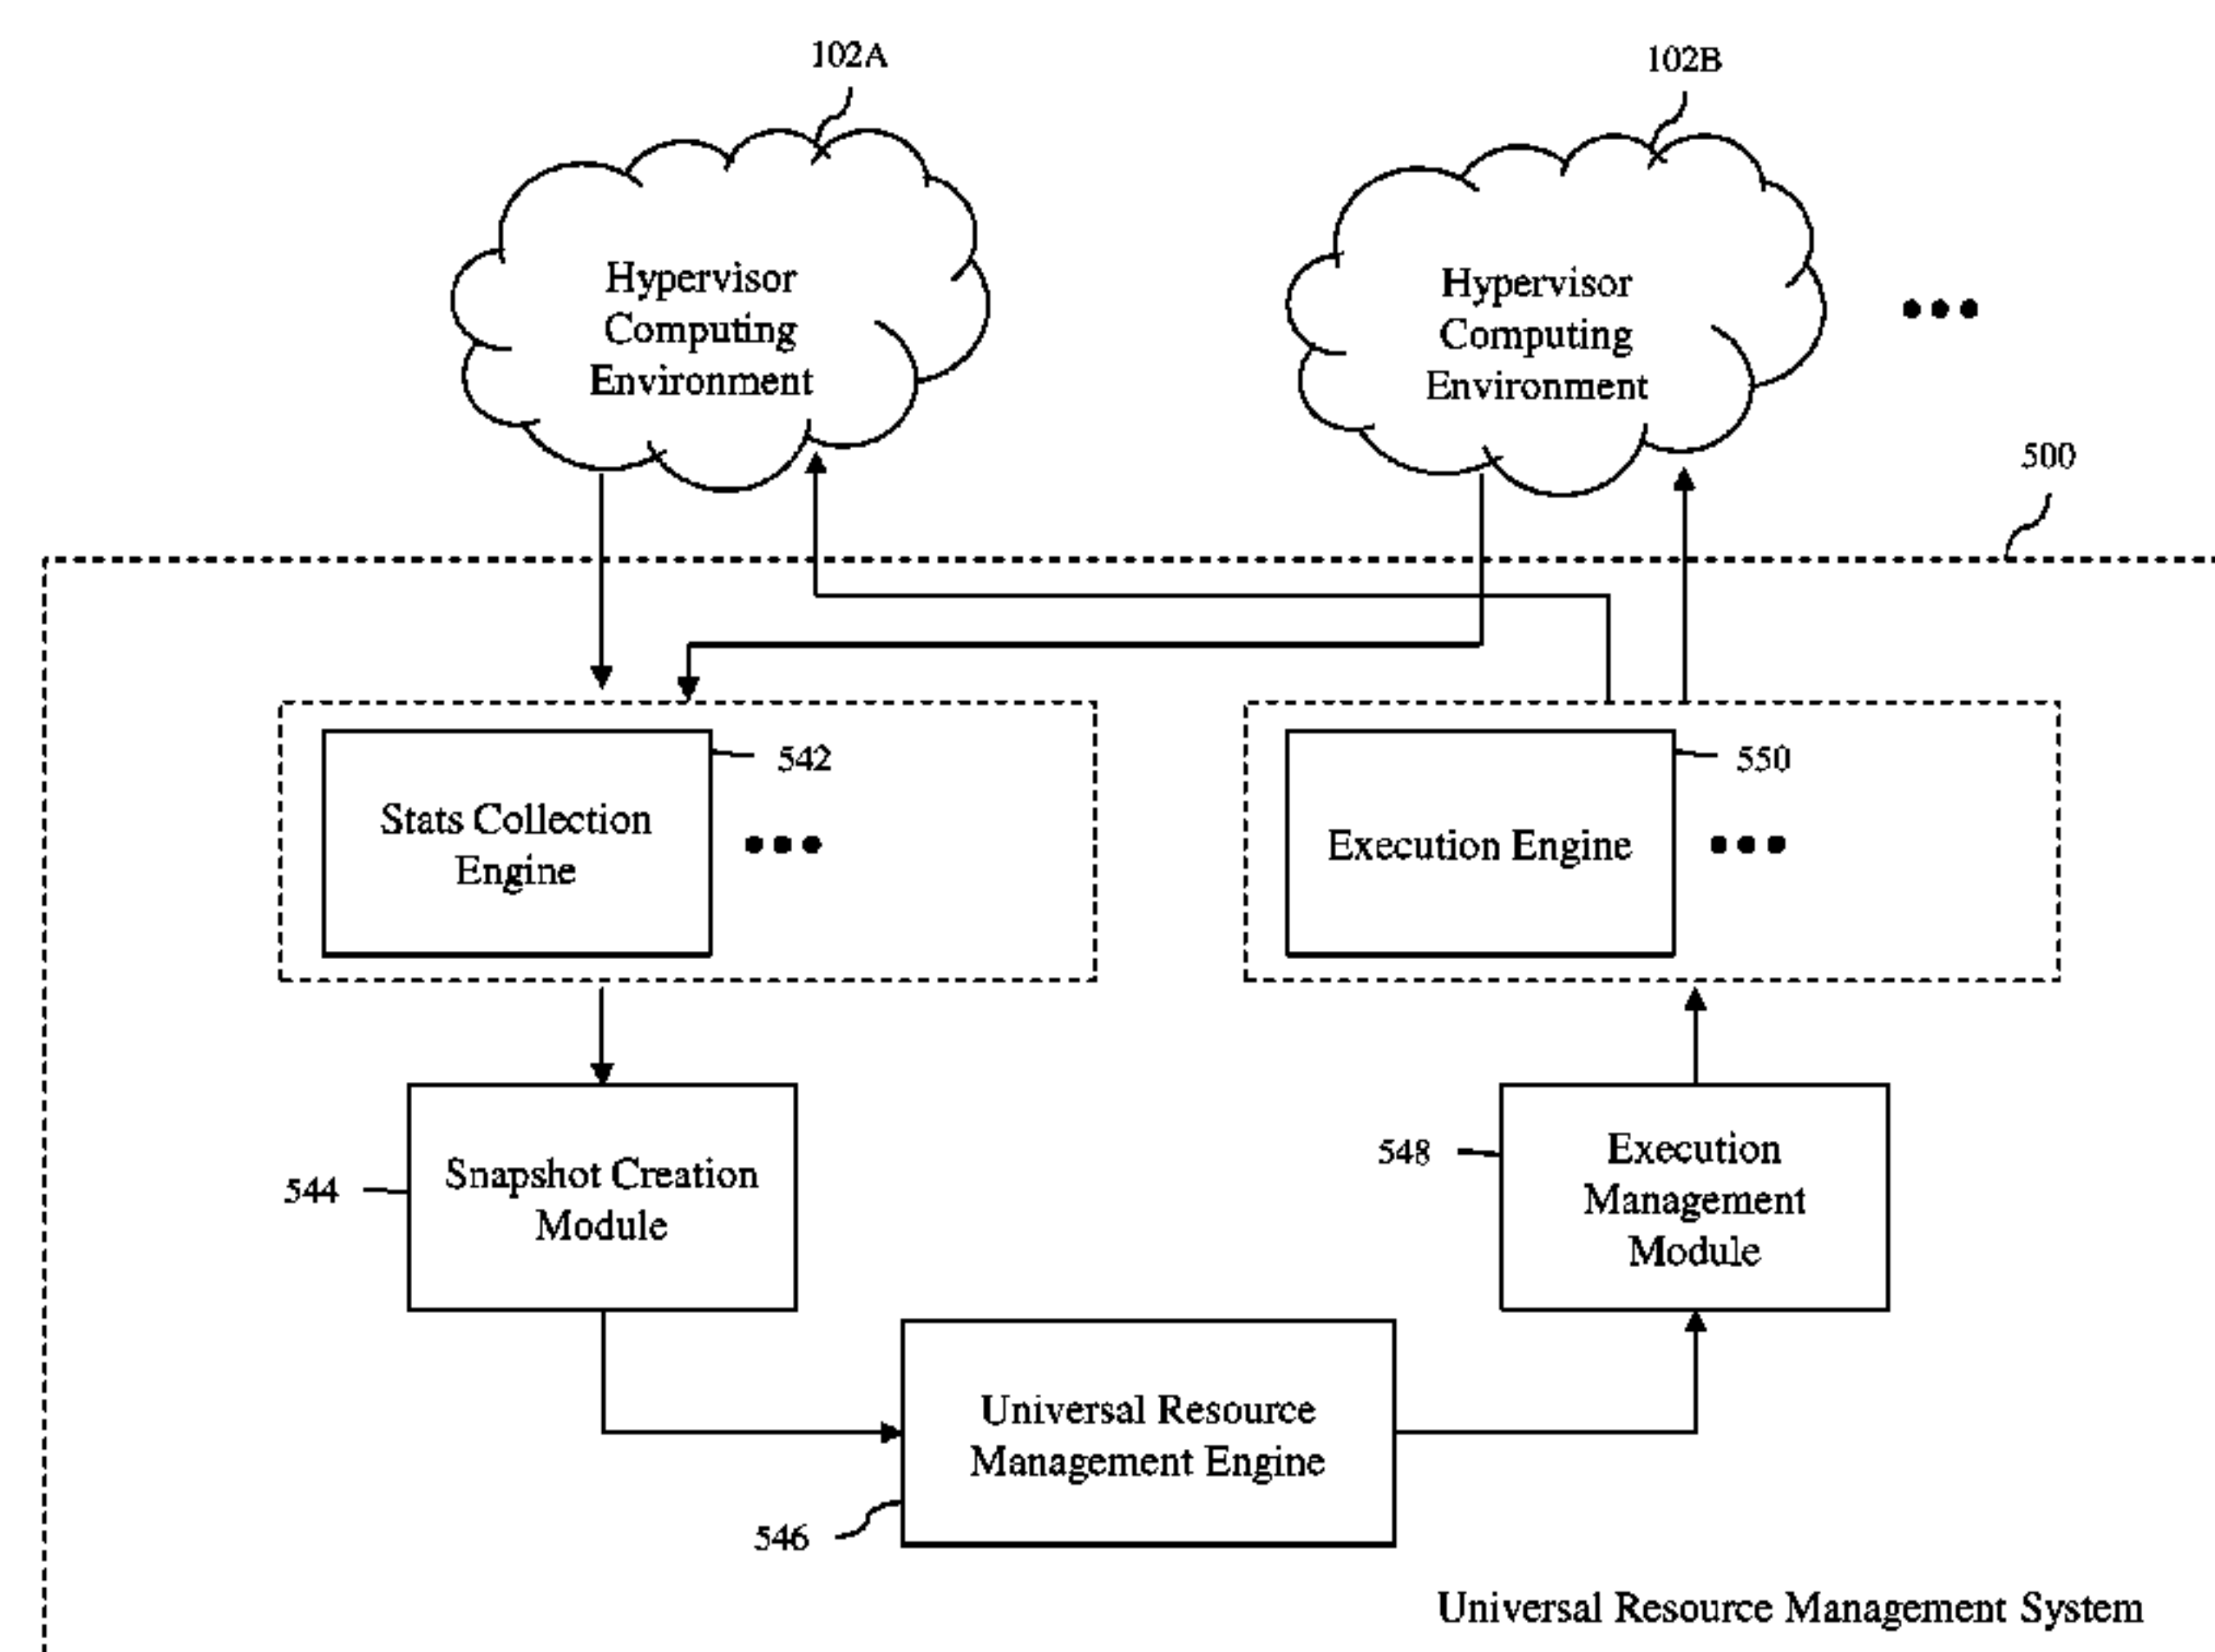 102A
102B
Hypervisor
Computing
Environment
Hypervisor
Computing
Environment
500
542
Stats Collection
Engine
550
Execution Engine
544
Snapshot Creation
Module
548
Execution
Management
Module
Universal Resource
Management Engine
546
Universal Resource Management System